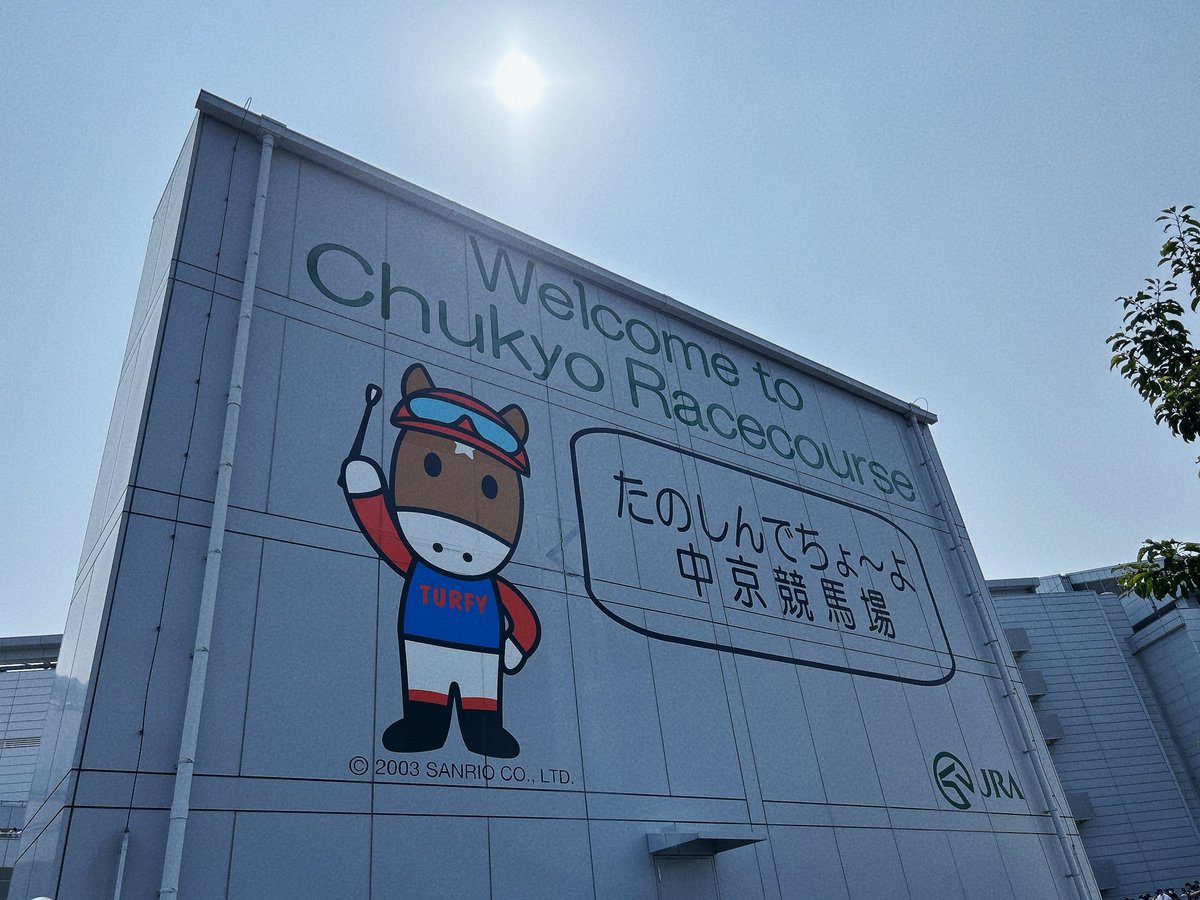 Welcome to
Chukyo Racecourse
たのしんでちょ〜よ
中京競馬場
TURFY
© 2003 SANRIO CO., LTD.
JRA